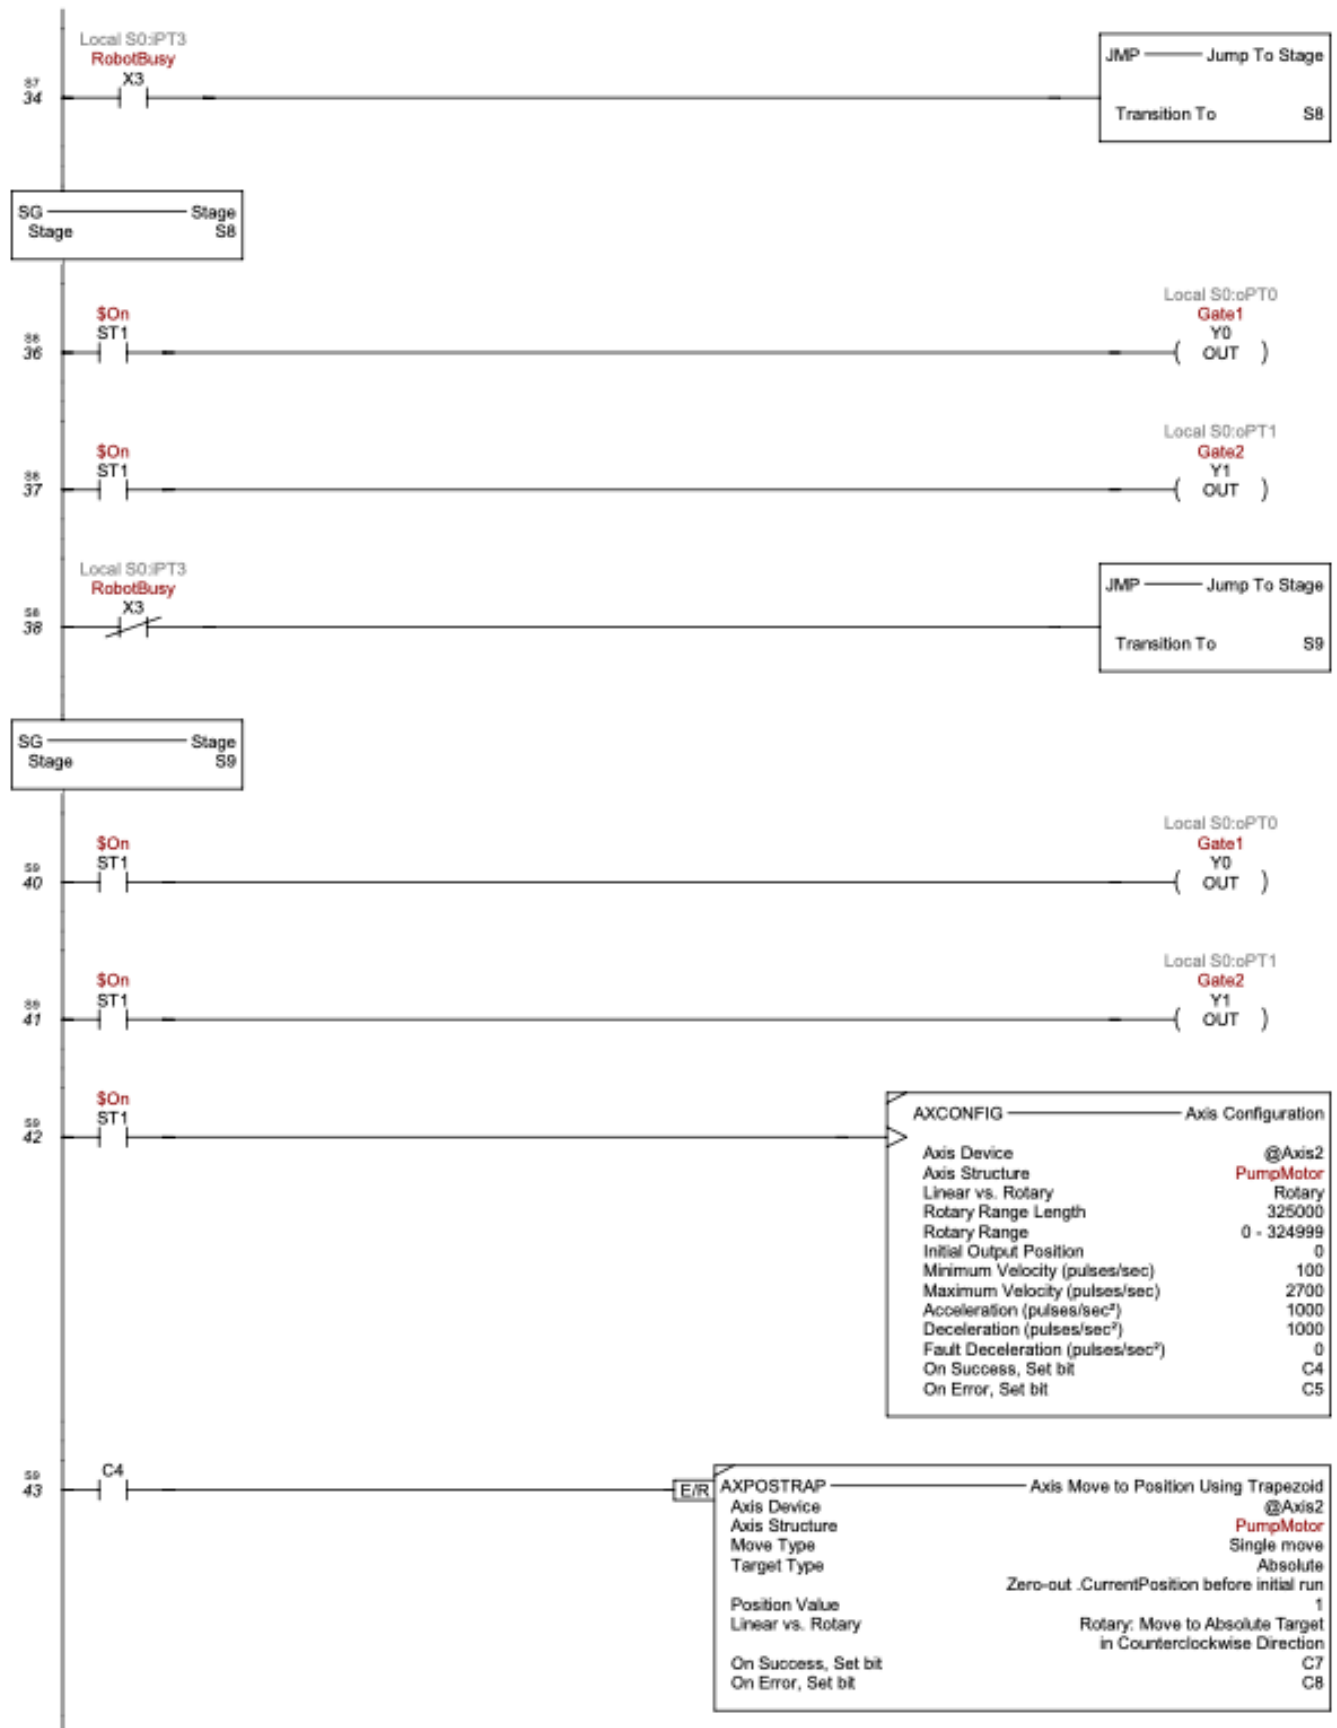 Local S0:iPT3
RobotBusy
X3
S7
34
JMP Jump To Stage
Transition To S8
SG Stage
Stage S8
$On
ST1
S8
36
Local S0:oPT0
Gate1
Y0
( OUT )
$On
ST1
S8
37
Local S0:oPT1
Gate2
Y1
( OUT )
Local S0:iPT3
RobotBusy
X3
S8
38
JMP Jump To Stage
Transition To S9
SG Stage
Stage S9
$On
ST1
S9
40
Local S0:oPT0
Gate1
Y0
( OUT )
$On
ST1
S9
41
Local S0:oPT1
Gate2
Y1
( OUT )
$On
ST1
S9
42
AXCONFIG Axis Configuration
Axis Device @Axis2
Axis Structure PumpMotor
Linear vs. Rotary Rotary
Rotary Range Length 325000
Rotary Range 0 - 324999
Initial Output Position 0
Minimum Velocity (pulses/sec) 100
Maximum Velocity (pulses/sec) 2700
Acceleration (pulses/sec²) 1000
Deceleration (pulses/sec²) 1000
Fault Deceleration (pulses/sec²) 0
On Success, Set bit C4
On Error, Set bit C5
C4
S9
43
E/R
AXPOSTRAP Axis Move to Position Using Trapezoid
Axis Device @Axis2
Axis Structure PumpMotor
Move Type Single move
Target Type Absolute
Zero-out .CurrentPosition before initial run
Position Value 1
Linear vs. Rotary Rotary: Move to Absolute Target
in Counterclockwise Direction
On Success, Set bit C7
On Error, Set bit C8